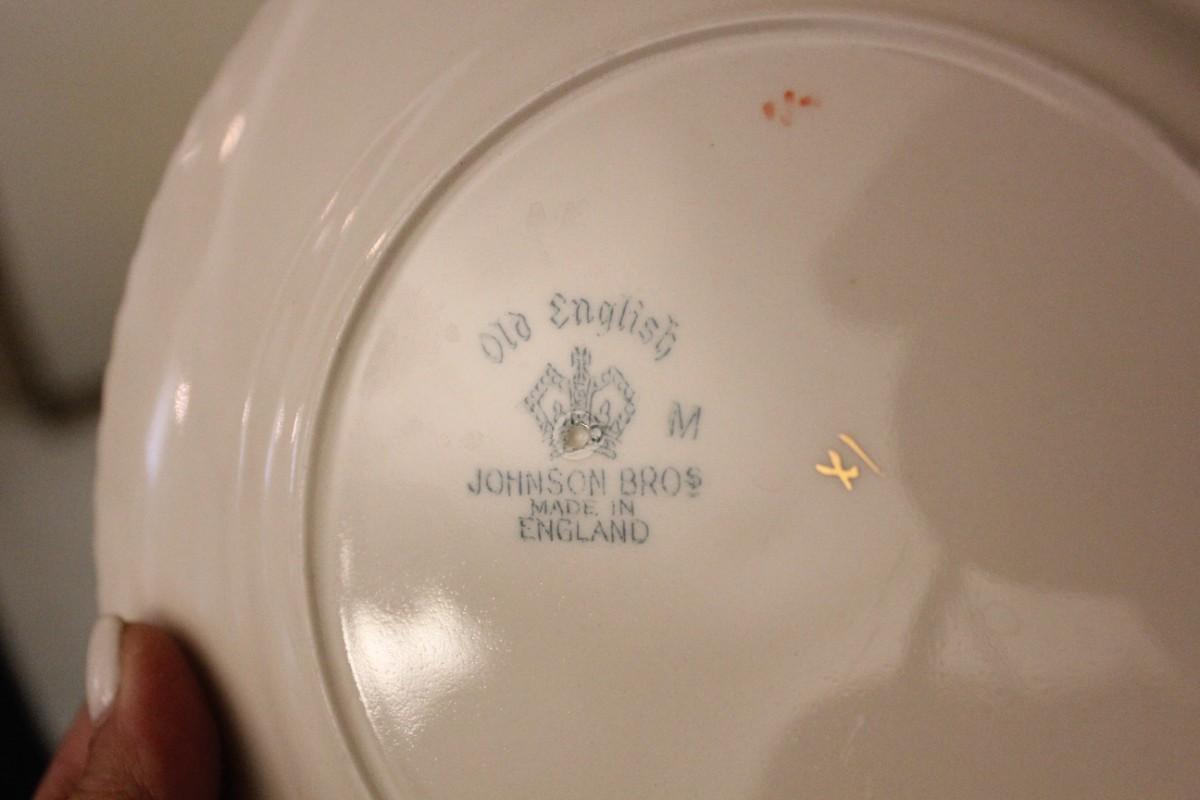 Old English
M
JOHNSON BROS
MADE IN
ENGLAND